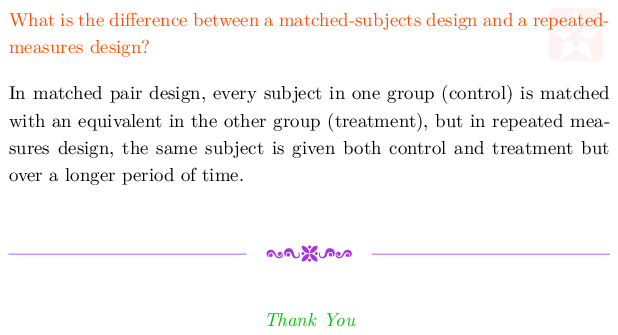 What is the difference between a matched-subjects design and a repeated-
measures design?
In matched pair design, every subject in one group (control) is matched
with an equivalent in the other group (treatment), but in repeated mea-
sures design, the same subject is given both control and treatment but
over a longer period of time.
Thank You